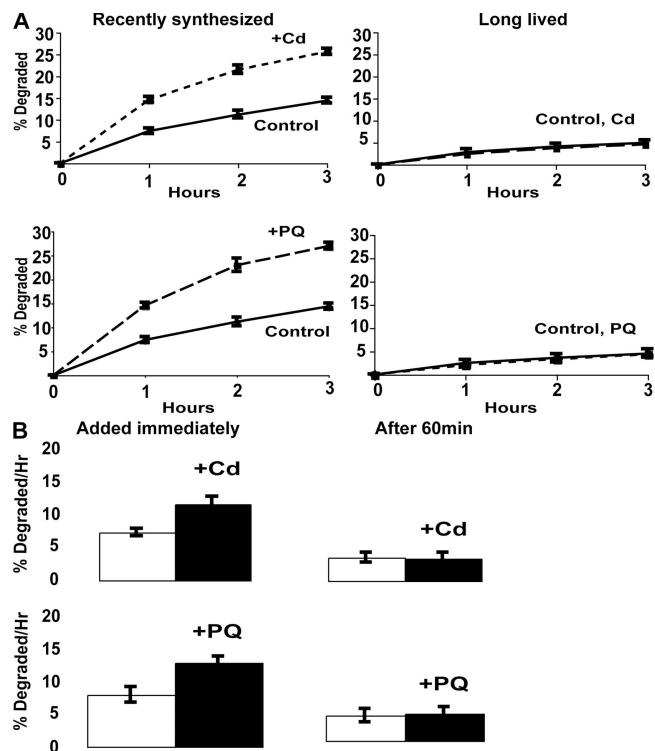 A
Recently synthesized
Long lived
30
25
20
15
10
5
0
% Degraded
+Cd
Control
0 1 2 3
Hours
30
25
20
15
10
5
Control, Cd
0 1 2 3
Hours
30
25
20
15
10
5
0
% Degraded
+PQ
Control
0 1 2 3
Hours
30
25
20
15
10
5
Control, PQ
0 1 2 3
Hours
B
Added immediately
After 60min
20
15
10
5
0
% Degraded/Hr
+Cd
+Cd
20
15
10
5
0
% Degraded/Hr
+PQ
+PQ